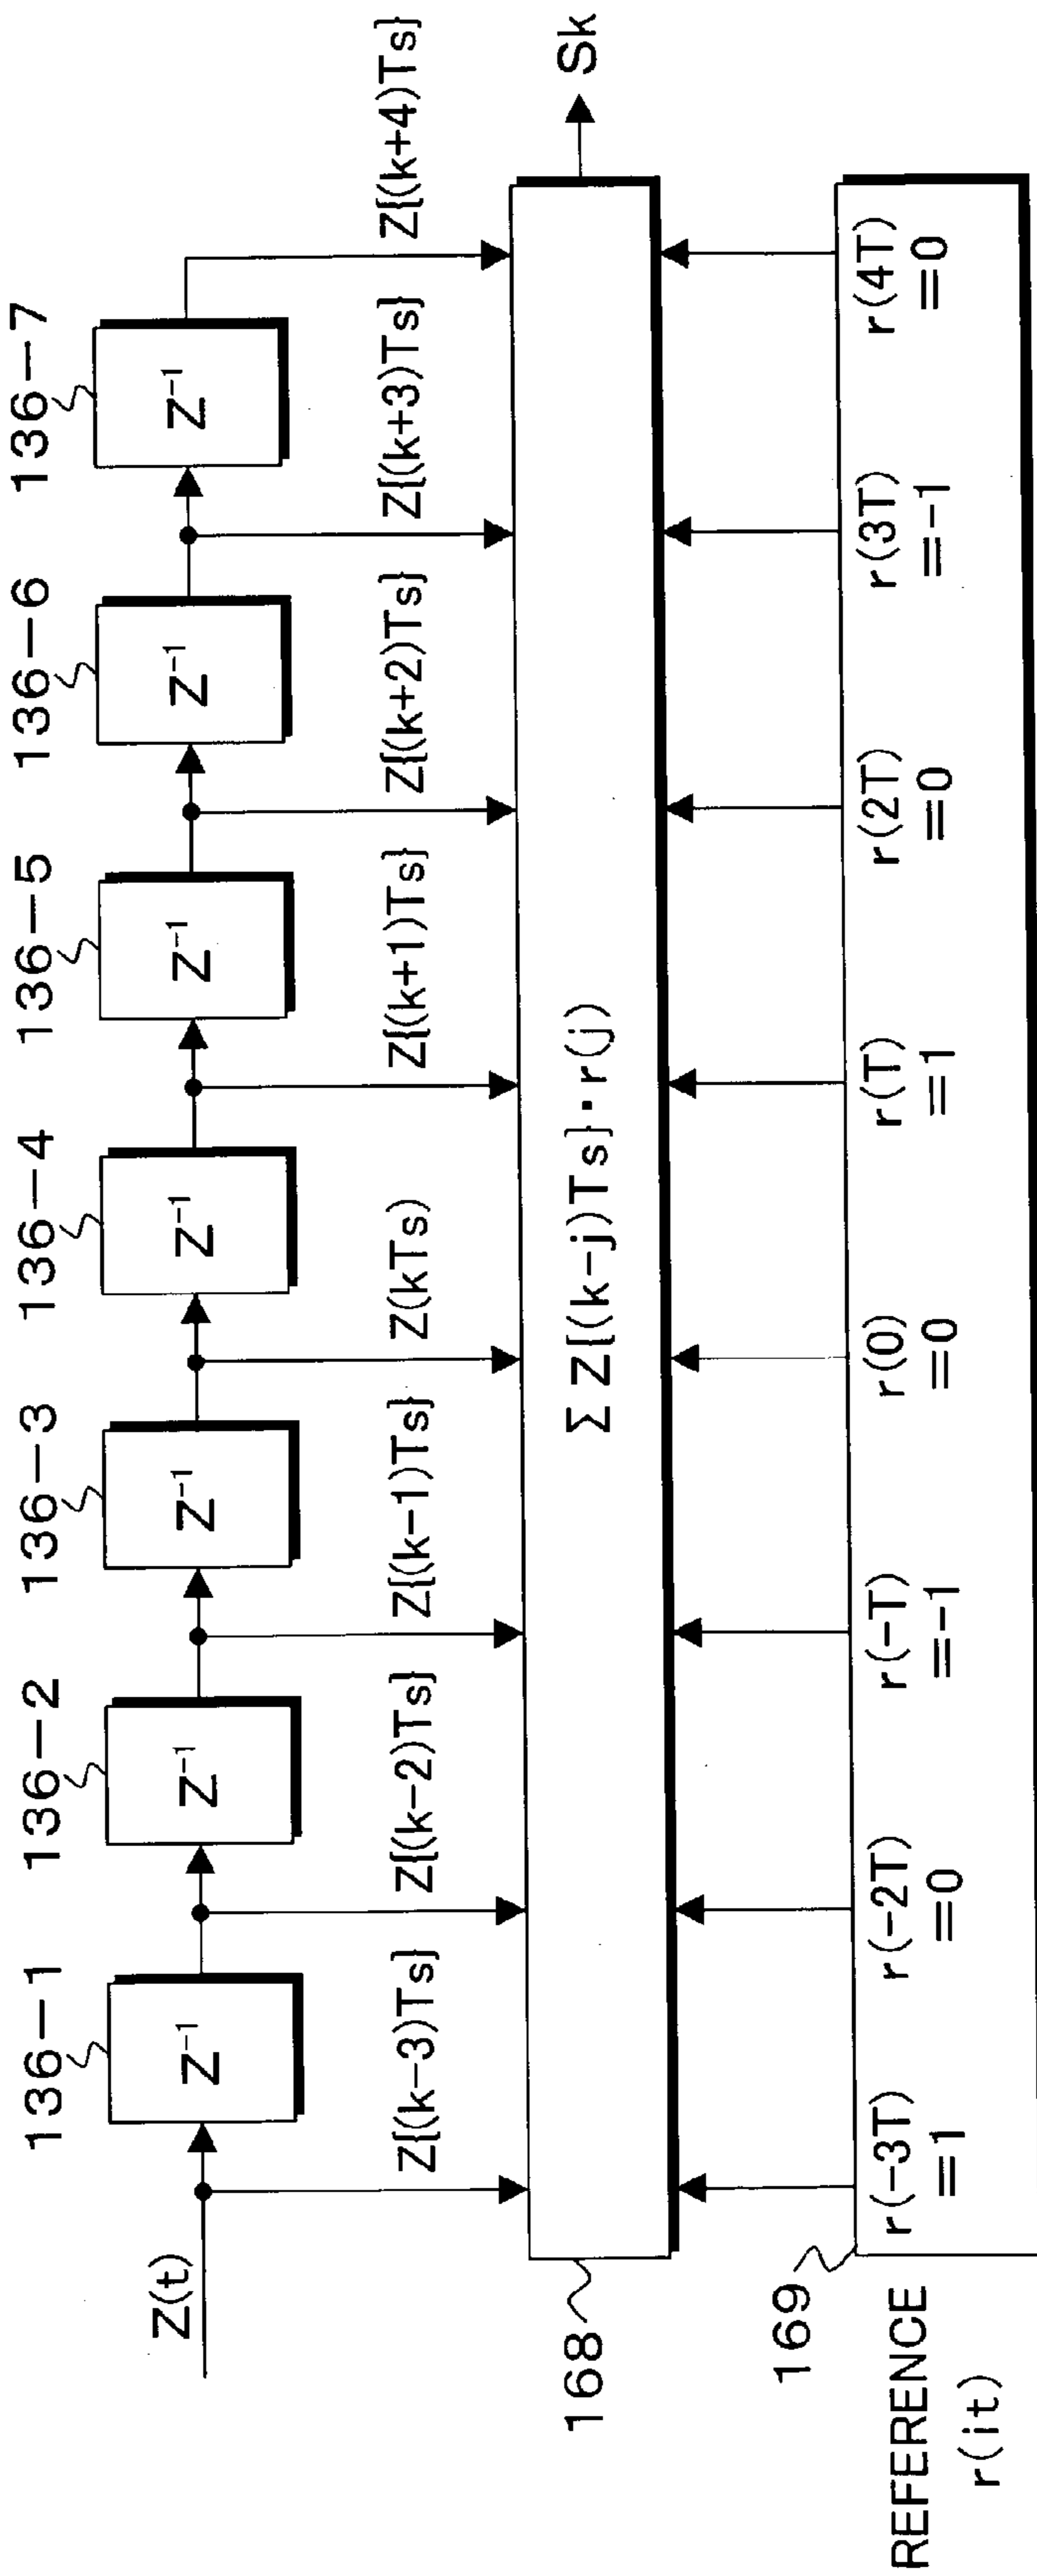 136-1
136-2
136-3
136-4
136-5
136-6
136-7
Z(t)
Z⁻¹
Z⁻¹
Z⁻¹
Z⁻¹
Z⁻¹
Z⁻¹
Z⁻¹
Z{(k-3)Ts}
Z{(k-2)Ts}
Z{(k-1)Ts}
Z(kTs)
Z{(k+1)Ts}
Z{(k+2)Ts}
Z{(k+3)Ts}
Z{(k+4)Ts}
168
Σ Z{(k-j)Ts}・r(j)
Sk
169
REFERENCE
r(it)
r(-3T)
=1
r(-2T)
=0
r(-T)
=-1
r(0)
=0
r(T)
=1
r(2T)
=0
r(3T)
=-1
r(4T)
=0